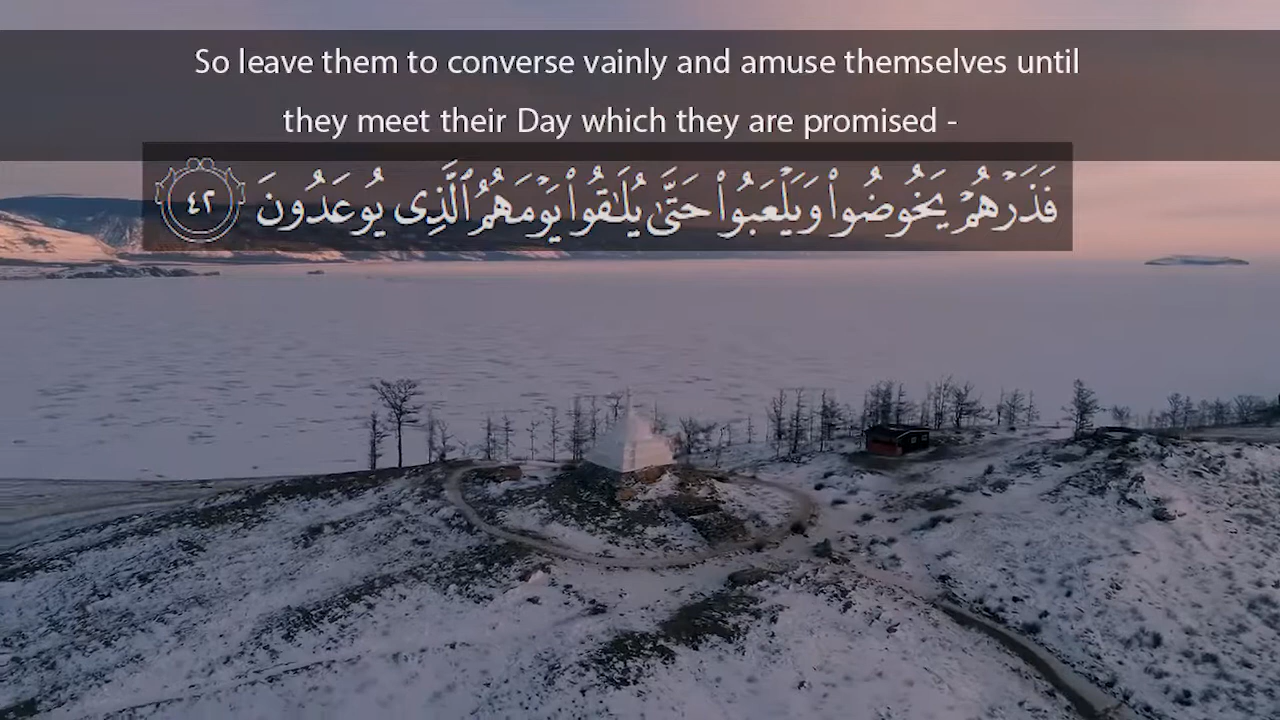 So leave them to converse vainly and amuse themselves until
they meet their Day which they are promised -
فَذَرْهُمْ يَخُوضُوا۟ وَيَلْعَبُوا۟ حَتَّىٰ يُلَـٰقُوا۟ يَوْمَهُمُ ٱلَّذِى يُوعَدُونَ ٤٢